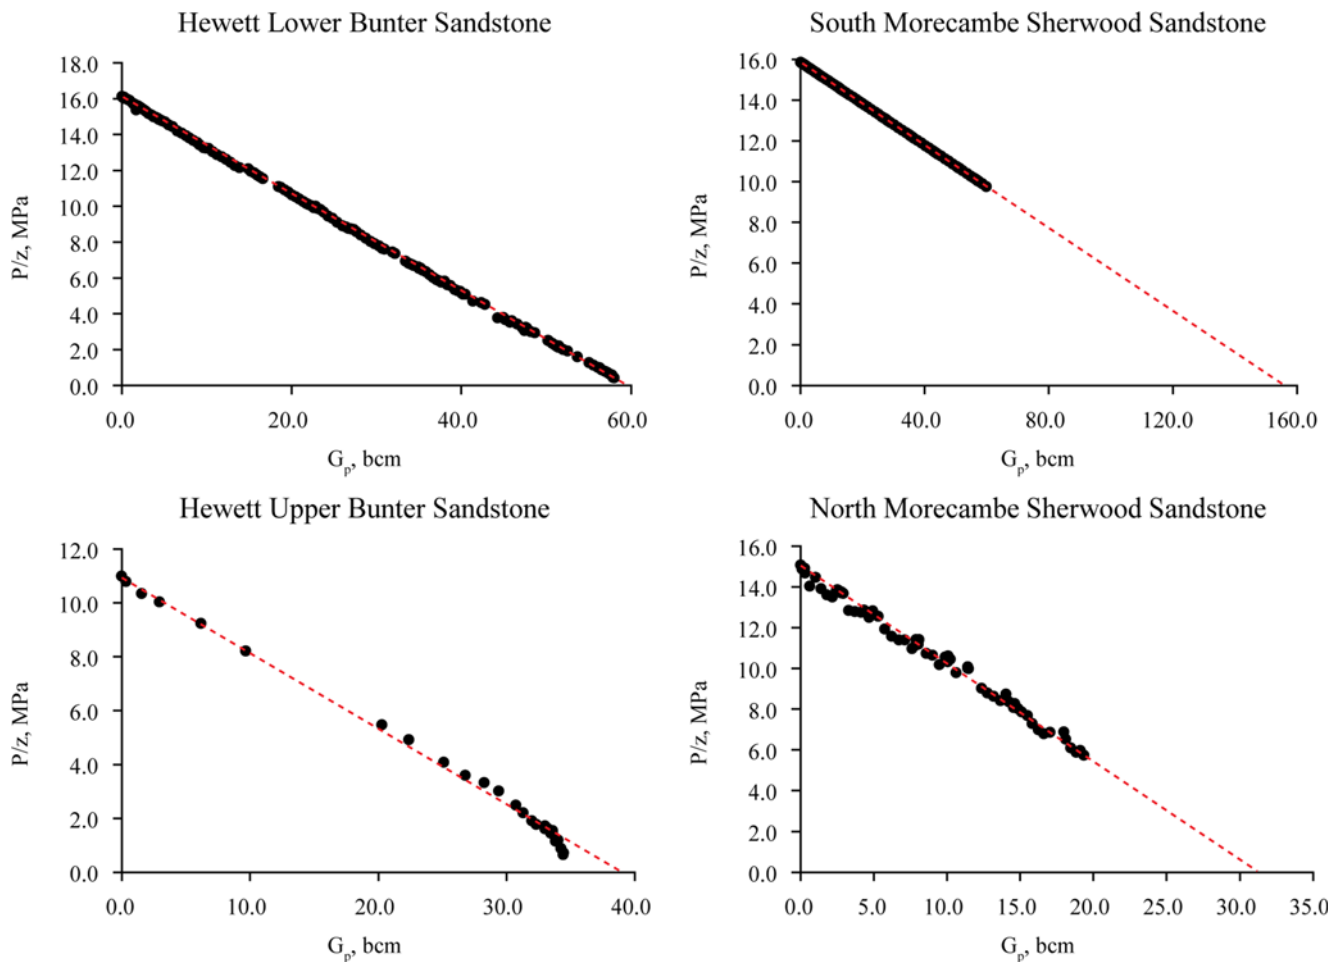 Hewett Lower Bunter Sandstone
18.0
16.0
14.0
12.0
10.0
8.0
6.0
4.0
2.0
0.0
P/z, MPa
0.0 20.0 40.0 60.0
Gp, bcm
South Morecambe Sherwood Sandstone
16.0
14.0
12.0
10.0
8.0
6.0
4.0
2.0
0.0
P/z, MPa
0.0 40.0 80.0 120.0 160.0
Gp, bcm
Hewett Upper Bunter Sandstone
12.0
10.0
8.0
6.0
4.0
2.0
0.0
P/z, MPa
0.0 10.0 20.0 30.0 40.0
Gp, bcm
North Morecambe Sherwood Sandstone
16.0
14.0
12.0
10.0
8.0
6.0
4.0
2.0
0.0
P/z, MPa
0.0 5.0 10.0 15.0 20.0 25.0 30.0 35.0
Gp, bcm